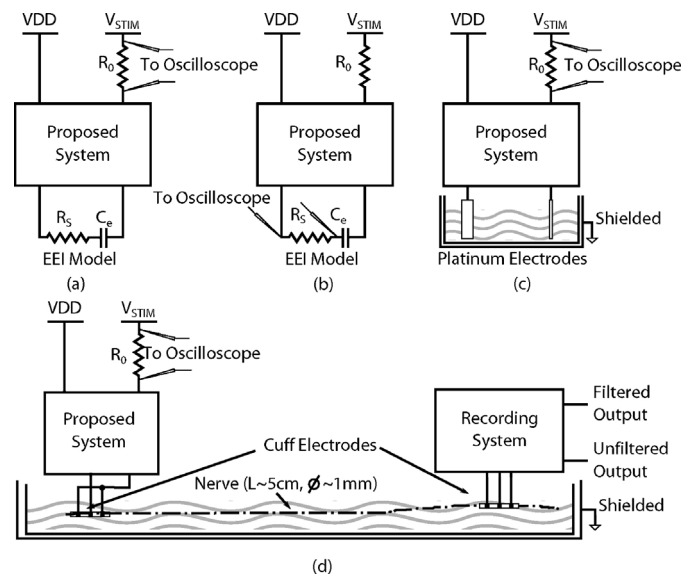 VDD
VSTIM
R0
To Oscilloscope
Proposed
System
RS
Ce
EEI Model
(a)
VDD
VSTIM
R0
Proposed
System
To Oscilloscope
RS
Ce
EEI Model
(b)
VDD
VSTIM
R0
To Oscilloscope
Proposed
System
Shielded
Platinum Electrodes
(c)
VDD
VSTIM
R0
To Oscilloscope
Proposed
System
Cuff Electrodes
Nerve (L~5cm, ϕ~1mm)
Recording
System
Filtered
Output
Unfiltered
Output
Shielded
(d)